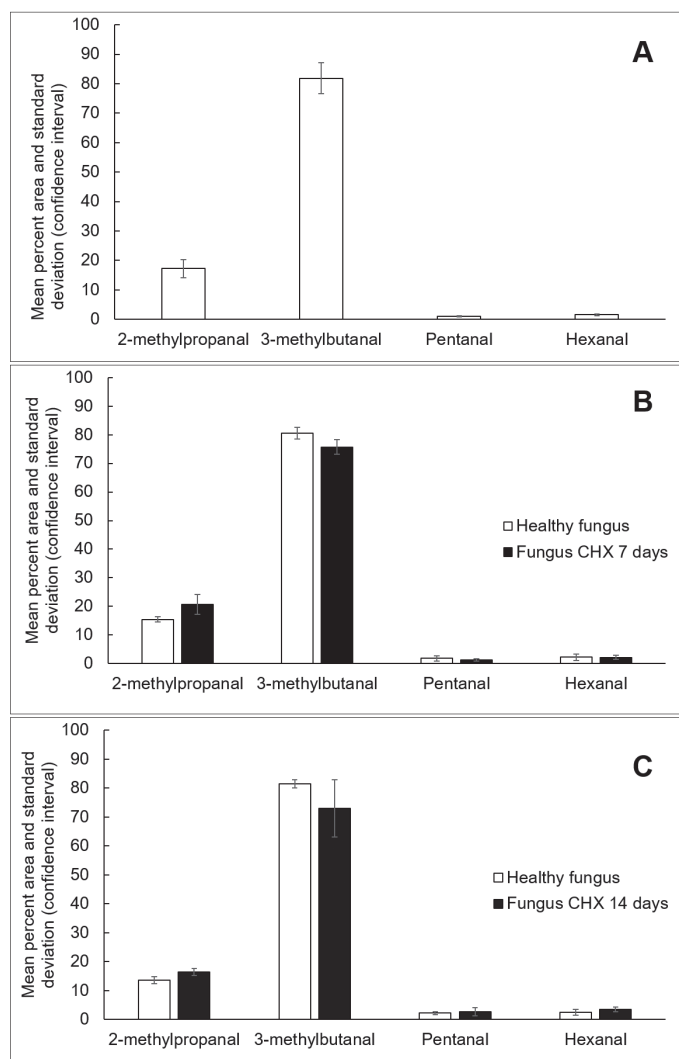 A
Mean percent area and standard
deviation (confidence interval)
100
90
80
70
60
50
40
30
20
10
0
2-methylpropanal 3-methylbutanal Pentanal Hexanal
B
Mean percent area and standard
deviation (confidence interval)
100
90
80
70
60
50
40
30
20
10
0
Healthy fungus
Fungus CHX 7 days
2-methylpropanal 3-methylbutanal Pentanal Hexanal
C
Mean percent area and standard
deviation (confidence interval)
100
90
80
70
60
50
40
30
20
10
0
Healthy fungus
Fungus CHX 14 days
2-methylpropanal 3-methylbutanal Pentanal Hexanal